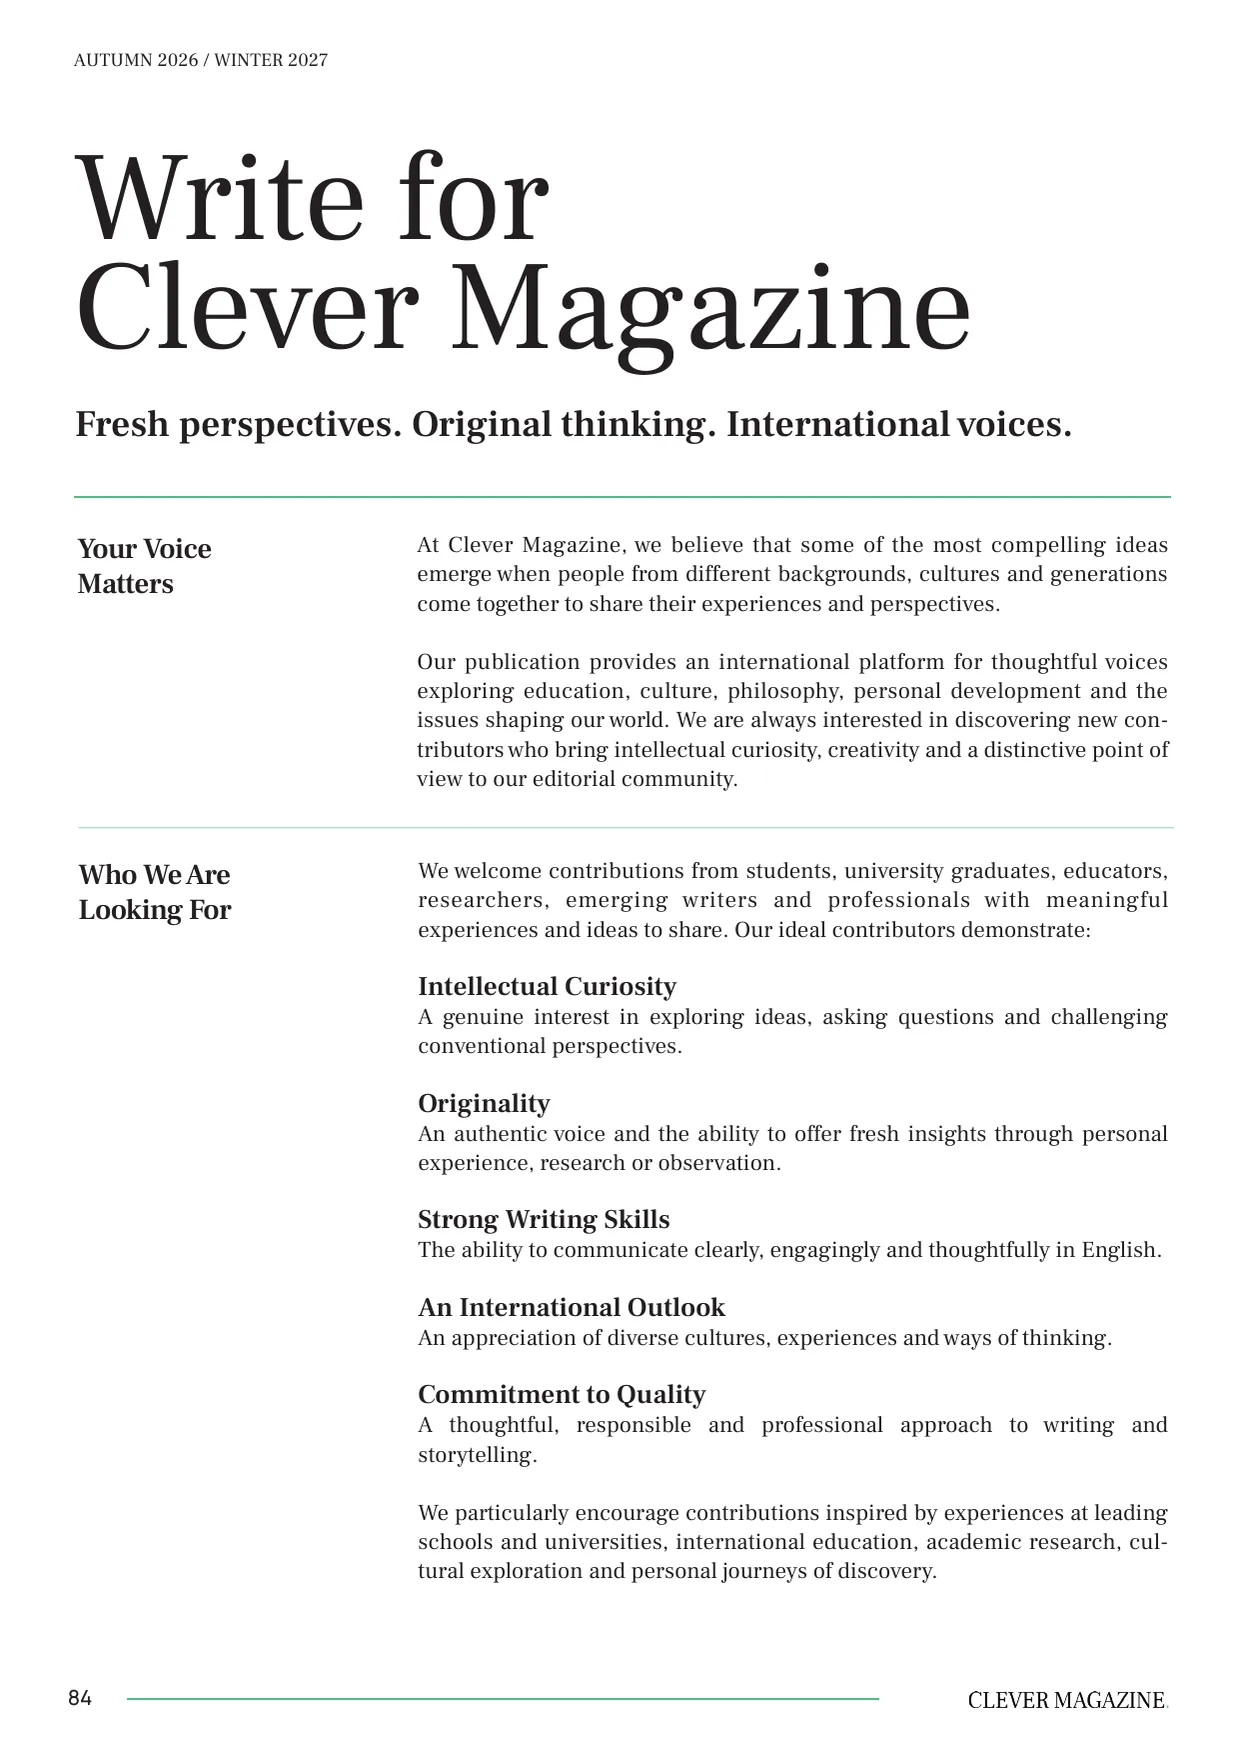 AUTUMN 2026 / WINTER 2027
Write for
Clever Magazine
Fresh perspectives. Original thinking. International voices.
Your Voice
Matters
At Clever Magazine, we believe that some of the most compelling ideas
emerge when people from different backgrounds, cultures and generations
come together to share their experiences and perspectives.
Our publication provides an international platform for thoughtful voices
exploring education, culture, philosophy, personal development and the
issues shaping our world. We are always interested in discovering new con-
tributors who bring intellectual curiosity, creativity and a distinctive point of
view to our editorial community.
Who We Are
Looking For
We welcome contributions from students, university graduates, educators,
researchers, emerging writers and professionals with meaningful
experiences and ideas to share. Our ideal contributors demonstrate:
Intellectual Curiosity
A genuine interest in exploring ideas, asking questions and challenging
conventional perspectives.
Originality
An authentic voice and the ability to offer fresh insights through personal
experience, research or observation.
Strong Writing Skills
The ability to communicate clearly, engagingly and thoughtfully in English.
An International Outlook
An appreciation of diverse cultures, experiences and ways of thinking.
Commitment to Quality
A thoughtful, responsible and professional approach to writing and
storytelling.
We particularly encourage contributions inspired by experiences at leading
schools and universities, international education, academic research, cul-
tural exploration and personal journeys of discovery.
84
CLEVER MAGAZINE.